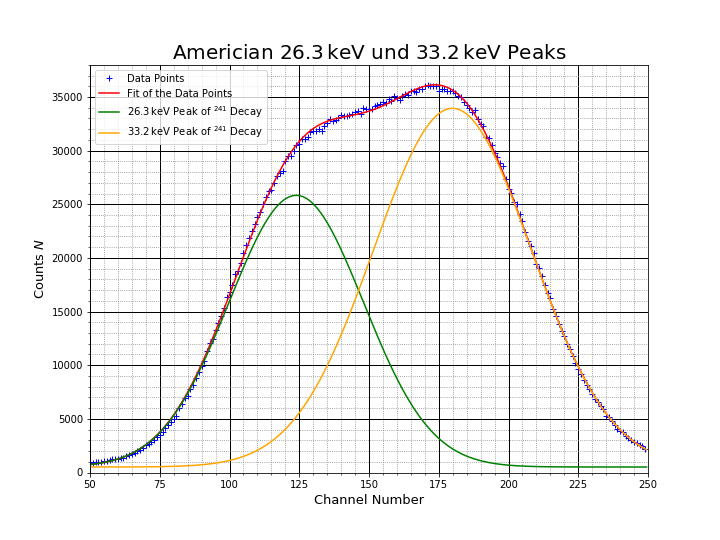 Americian 26.3 keV und 33.2 keV Peaks
Data Points
Fit of the Data Points
26.3 keV Peak of ²⁴¹ Decay
33.2 keV Peak of ²⁴¹ Decay
Counts N
35000
30000
25000
20000
15000
10000
5000
0
50 75 100 125 150 175 200 225 250
Channel Number